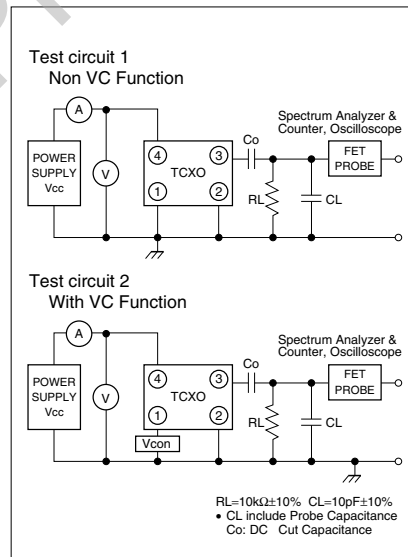 Test circuit 1
Non VC Function
A
POWER
SUPPLY
Vcc
V
4
3
TCXO
1
2
Co
RL
CL
Spectrum Analyzer &
Counter, Oscilloscope
FET
PROBE
Test circuit 2
With VC Function
A
POWER
SUPPLY
Vcc
V
4
3
TCXO
1
2
Vcon
Co
RL
CL
Spectrum Analyzer &
Counter, Oscilloscope
FET
PROBE
RL=10kΩ±10% CL=10pF±10%
• CL include Probe Capacitance
Co: DC Cut Capacitance